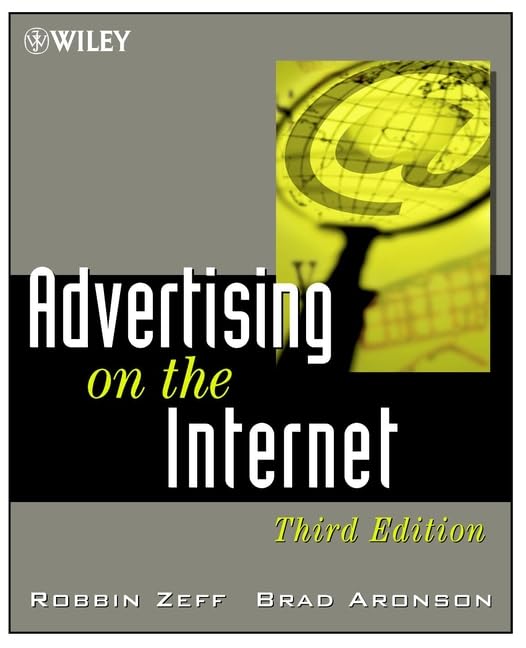 WILEY
@
Advertising
on the
Internet
Third Edition
ROBBIN ZEFF BRAD ARONSON